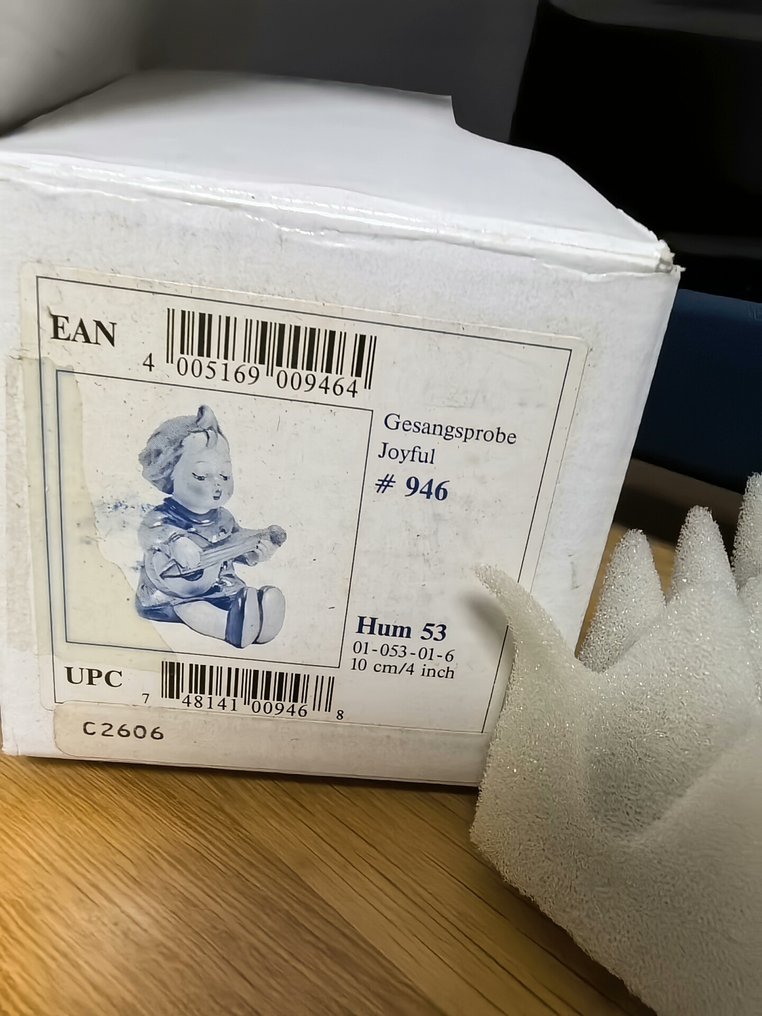 EAN
4 005169 009464
Gesangsprobe
Joyful
# 946
Hum 53
01-053-01-6
10 cm/4 inch
UPC
7 48141 00946 8
C2606